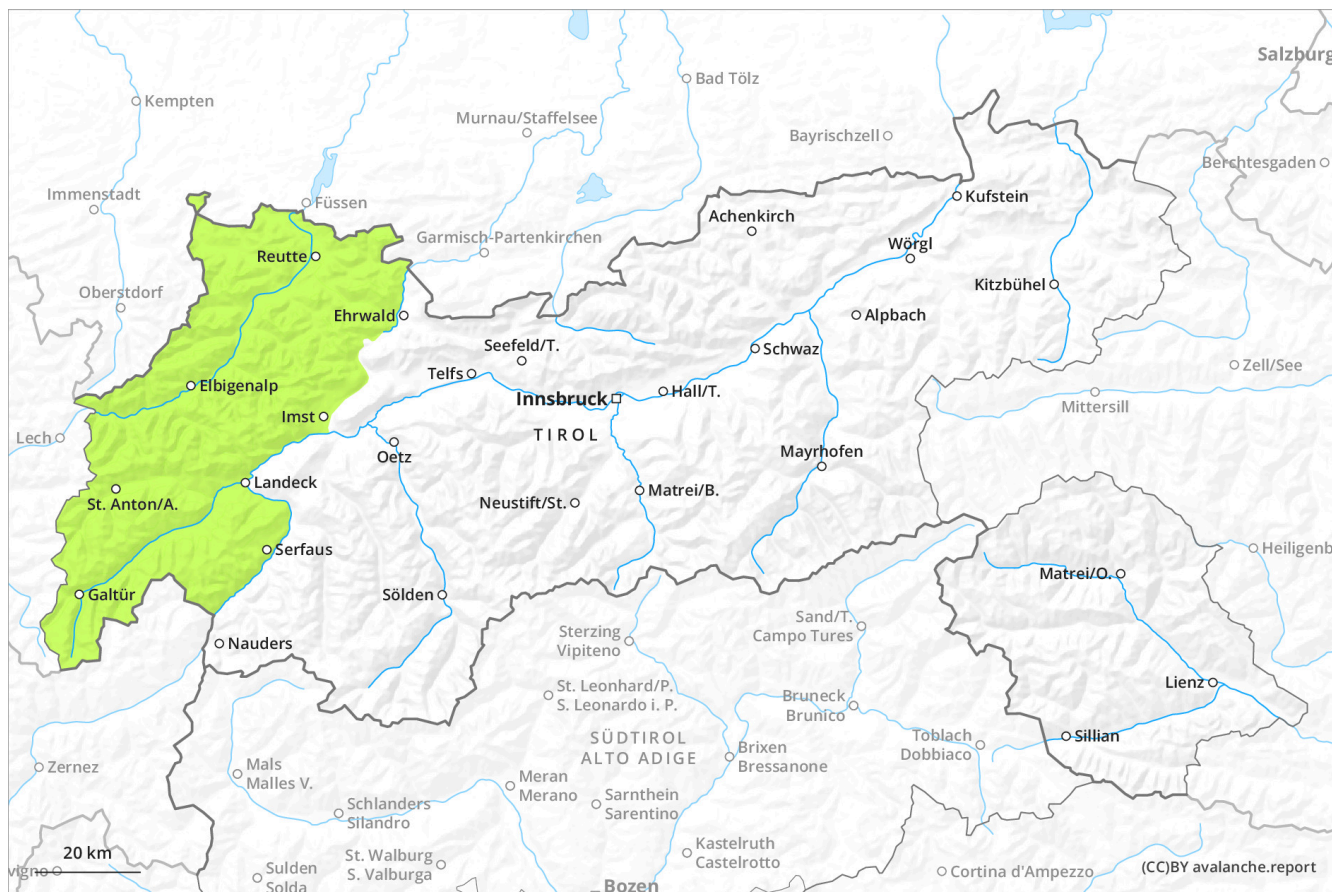 Salzburg
Bad Tölz
Kempten
Murnau/Staffelsee
Bayrischzell
Berchtesgaden
Immenstadt
Füssen
Kufstein
Achenkirch
Garmisch-Partenkirchen
Wörgl
Reutte
Kitzbühel
Oberstdorf
Ehrwald
Alpbach
Seefeld/T.
Schwaz
Zell/See
Telfs
Elbigenalp
Hall/T.
Innsbruck
Mittersill
Imst
TIROL
Lech
Oetz
Mayrhofen
Landeck
St. Anton/A.
Neustift/St.
Matrei/B.
Serfaus
Heiligenb
Matrei/O.
Galtür
Sölden
Sand/T.
Campo Tures
Nauders
Sterzing
Vipiteno
Lienz
St. Leonhard/P.
S. Leonardo i. P.
Bruneck
Brunico
SÜDTIROL
ALTO ADIGE
Toblach
Dobbiaco
Sillian
Brixen
Bressanone
Zernez
Mals
Malles V.
Meran
Merano
Sarnthein
Sarentino
Schlanders
Silandro
Kastelruth
Castelrotto
20 km
St. Walburg
S. Valburga
vigno
Sulden
Solda
Cortina d'Ampezzo
(CC)BY avalanche.report
Bozen